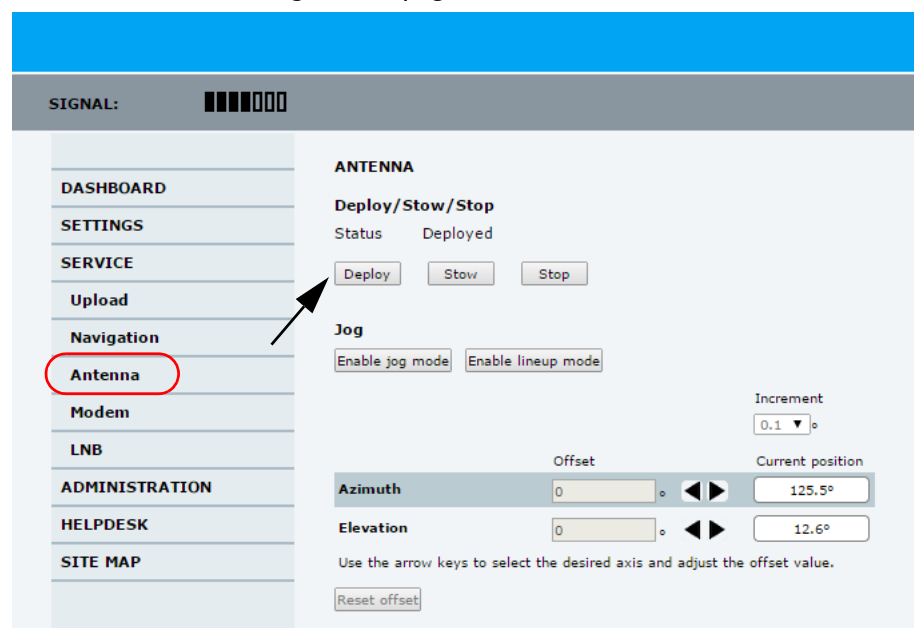 SIGNAL:
DASHBOARD
SETTINGS
SERVICE
Upload
Navigation
Antenna
Modem
LNB
ADMINISTRATION
HELPDESK
SITE MAP
ANTENNA
Deploy/Stow/Stop
Status Deployed
Deploy Stow Stop
Jog
Enable jog mode Enable lineup mode
Increment
0.1 ▼ °
Offset Current position
Azimuth 0 ° ◀ ▶ 125.5°
Elevation 0 ° ◀ ▶ 12.6°
Use the arrow keys to select the desired axis and adjust the offset value.
Reset offset